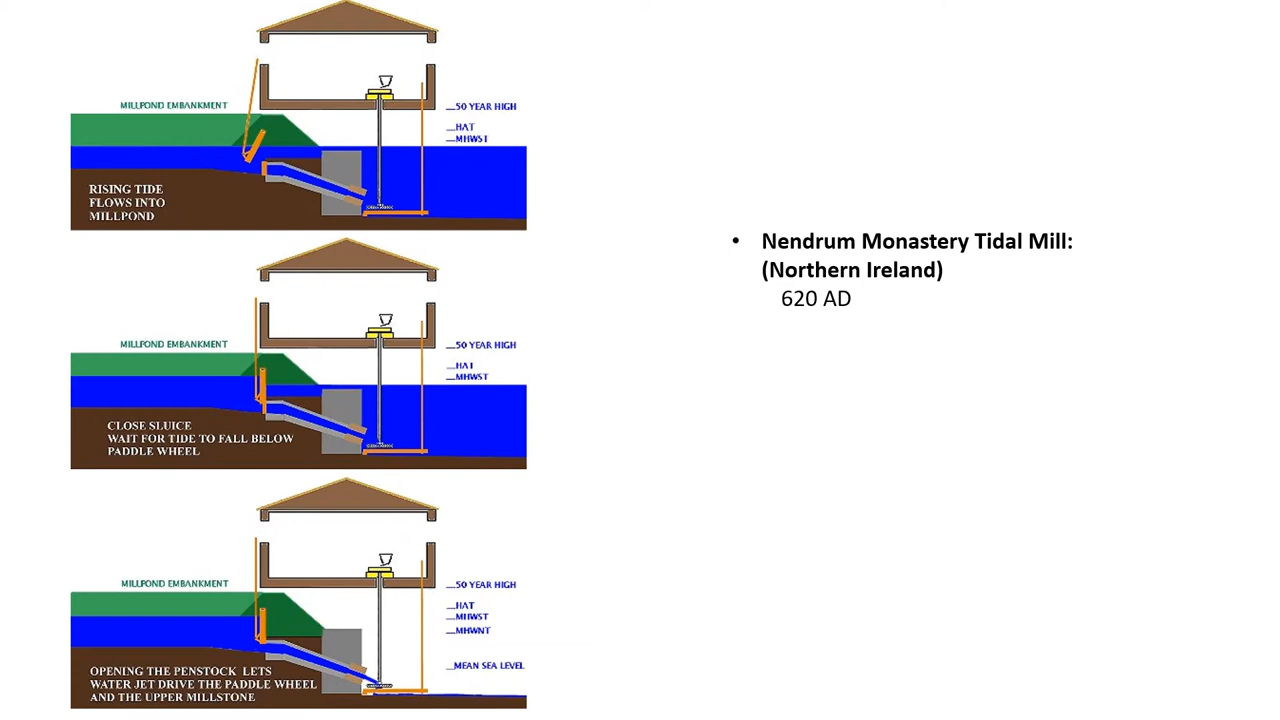 MILLPOND EMBANKMENT
50 YEAR HIGH
HAT
MHWST
RISING TIDE
FLOWS INTO
MILLPOND
MILLPOND EMBANKMENT
50 YEAR HIGH
HAT
MHWST
CLOSE SLUICE
WAIT FOR TIDE TO FALL BELOW
PADDLE WHEEL
MILLPOND EMBANKMENT
50 YEAR HIGH
HAT
MHWST
MHWNT
MEAN SEA LEVEL
OPENING THE PENSTOCK LETS
WATER JET DRIVE THE PADDLE WHEEL
AND THE UPPER MILLSTONE
• Nendrum Monastery Tidal Mill:
(Northern Ireland)
620 AD